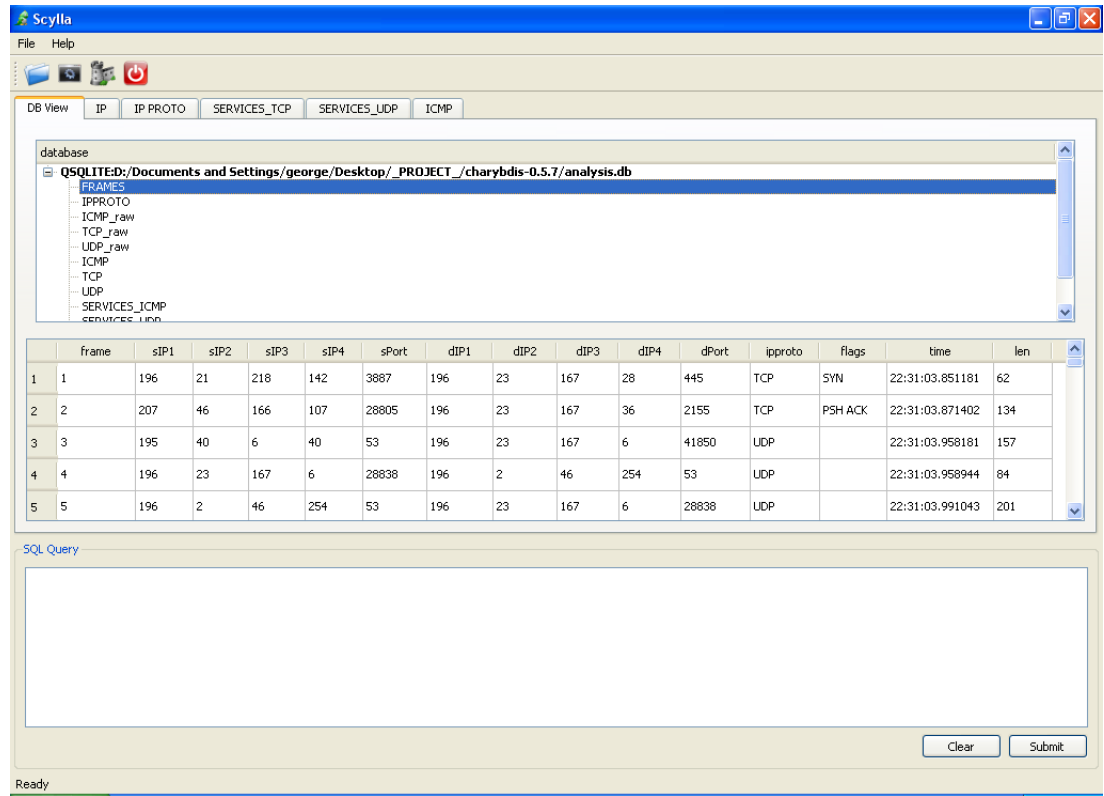 Scylla
File Help
DB View IP IP PROTO SERVICES_TCP SERVICES_UDP ICMP
database
QSQLITE:D:/Documents and Settings/george/Desktop/_PROJECT_/charybdis-0.5.7/analysis.db
FRAMES
IPPROTO
ICMP_raw
TCP_raw
UDP_raw
ICMP
TCP
UDP
SERVICES_ICMP
SERVICES_UDP
frame sIP1 sIP2 sIP3 sIP4 sPort dIP1 dIP2 dIP3 dIP4 dPort ipproto flags time len
1 1 196 21 218 142 3887 196 23 167 28 445 TCP SYN 22:31:03.851181 62
2 2 207 46 166 107 28805 196 23 167 36 2155 TCP PSH ACK 22:31:03.871402 134
3 3 195 40 6 40 53 196 23 167 6 41850 UDP 22:31:03.958181 157
4 4 196 23 167 6 28838 196 2 46 254 53 UDP 22:31:03.958944 84
5 5 196 2 46 254 53 196 23 167 6 28838 UDP 22:31:03.991043 201
SQL Query
Clear Submit
Ready